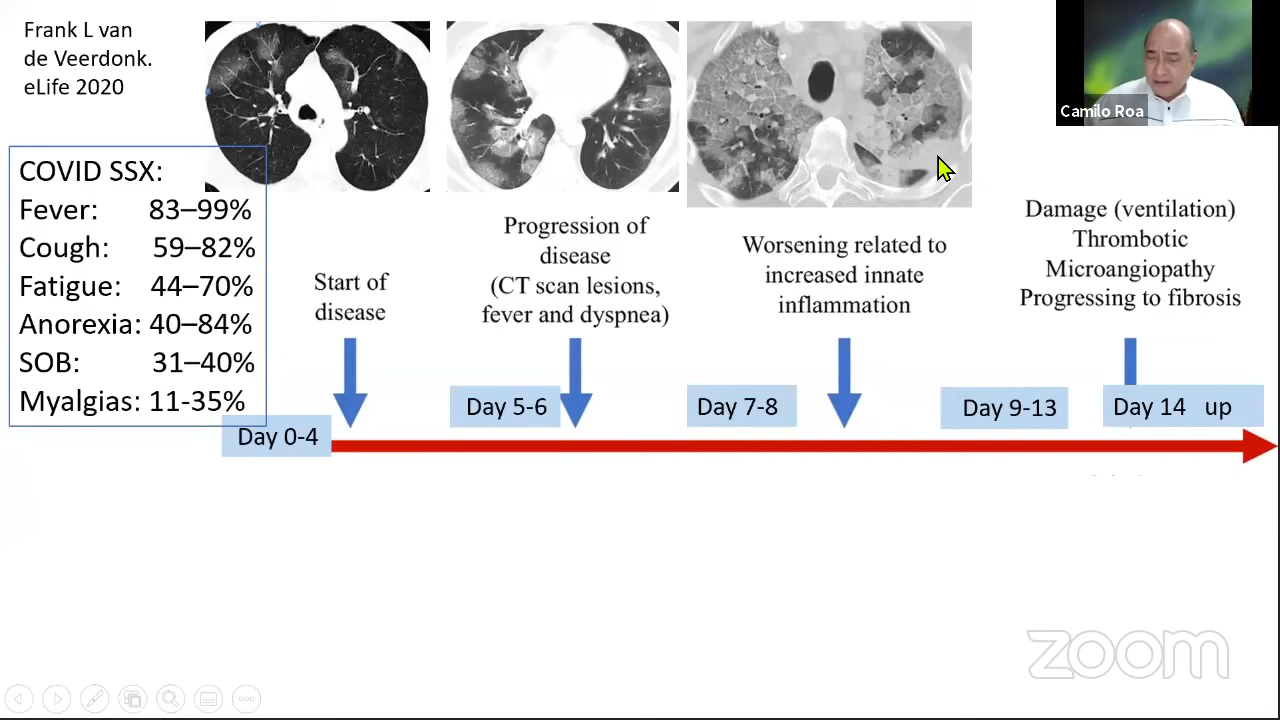 Frank L van
de Veerdonk.
eLife 2020
Camilo Roa
COVID SSX:
Fever: 83–99%
Cough: 59–82%
Fatigue: 44–70%
Anorexia: 40–84%
SOB: 31–40%
Myalgias: 11-35%
Start of
disease
Progression of
disease
(CT scan lesions,
fever and dyspnea)
Worsening related to
increased innate
inflammation
Damage (ventilation)
Thrombotic
Microangiopathy
Progressing to fibrosis
Day 0-4
Day 5-6
Day 7-8
Day 9-13
Day 14 up
zoom